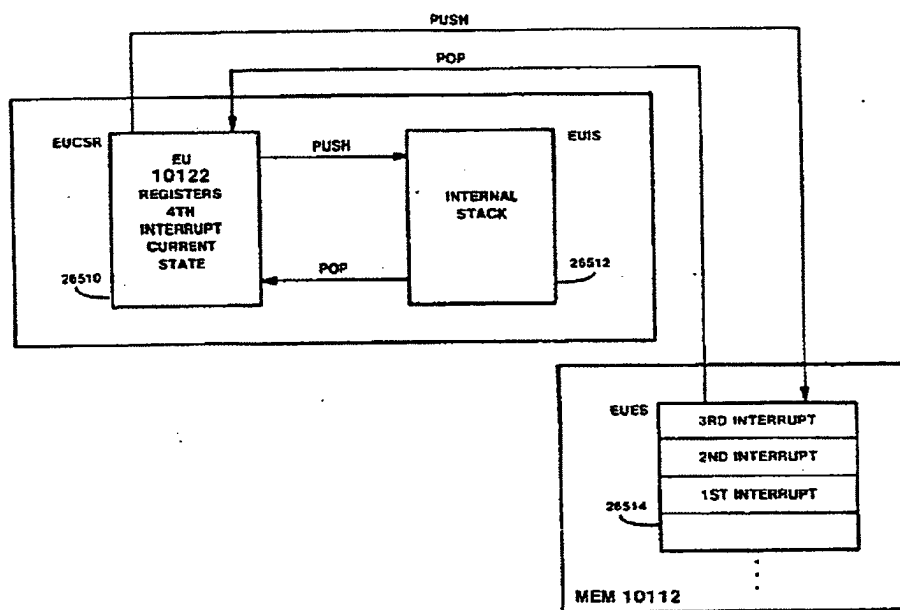 PUSH
POP
EUCSR
EU
10122
REGISTERS
4TH
INTERRUPT
CURRENT
STATE
26510
PUSH
POP
EUIS
INTERNAL
STACK
26512
EUES
3RD INTERRUPT
2ND INTERRUPT
1ST INTERRUPT
26514
MEM 10112